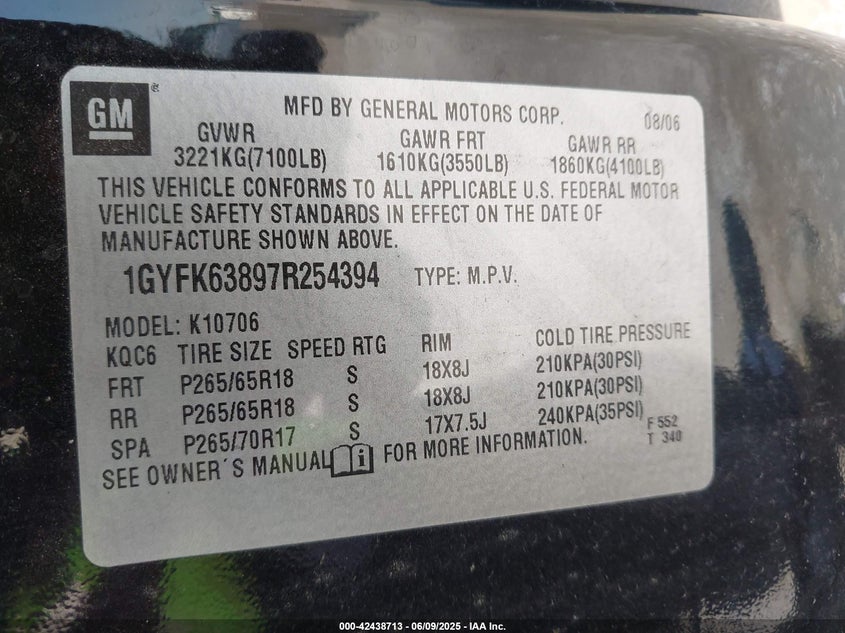 GM ®
MFD BY GENERAL MOTORS CORP. 08/06
GVWR GAWR FRT GAWR RR
3221KG(7100LB) 1610KG(3550LB) 1860KG(4100LB)
THIS VEHICLE CONFORMS TO ALL APPLICABLE U.S. FEDERAL MOTOR
VEHICLE SAFETY STANDARDS IN EFFECT ON THE DATE OF
MANUFACTURE SHOWN ABOVE.
1GYFK63897R254394 TYPE: M.P.V.
MODEL: K10706
KQC6 TIRE SIZE SPEED RTG RIM COLD TIRE PRESSURE
FRT P265/65R18 S 18X8J 210KPA(30PSI)
RR P265/65R18 S 18X8J 210KPA(30PSI)
SPA P265/70R17 S 17X7.5J 240KPA(35PSI) F 552
T 340
SEE OWNER´S MANUAL i FOR MORE INFORMATION.
000-42438713 - 06/09/2025 - IAA Inc.